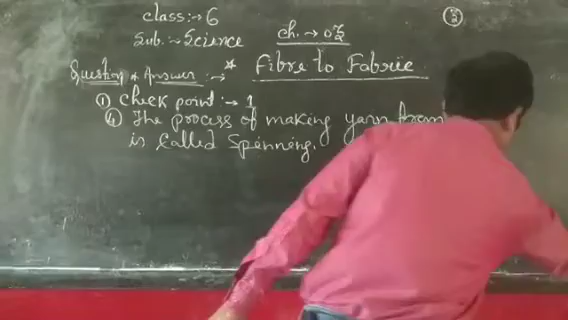 class:→ 6
Sub. :~ Science
ch. → 03
2
Fibre to Fabric
Question & Answer :→ *
① Check point :→ 1
④ The process of making yarn from
is called Spinning.